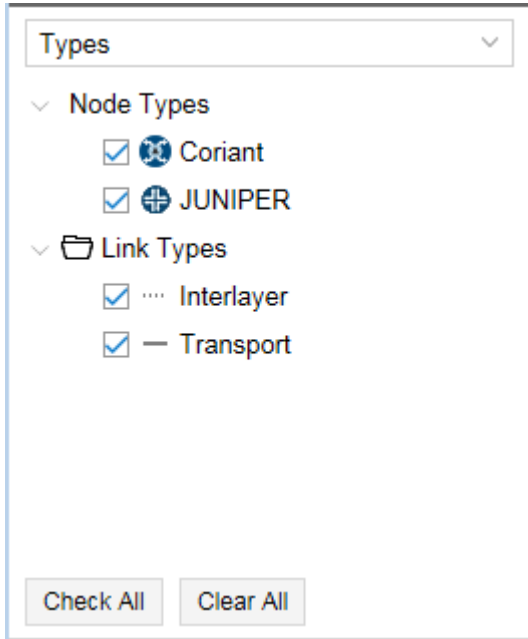 Types
Node Types
Coriant
JUNIPER
Link Types
Interlayer
Transport
Check All Clear All